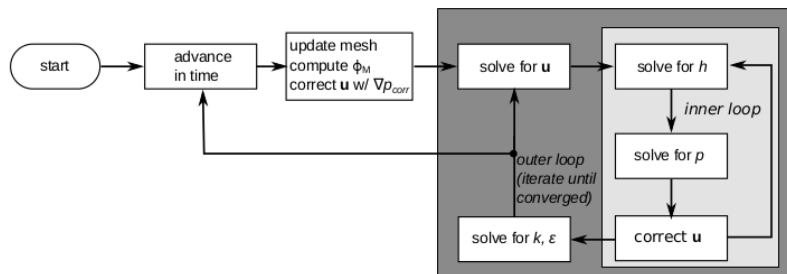 start
advance
in time
update mesh
compute ϕM
correct u w/ ∇pcorr
solve for u
solve for h
inner loop
solve for p
outer loop
(iterate until
converged)
solve for k, ε
correct u